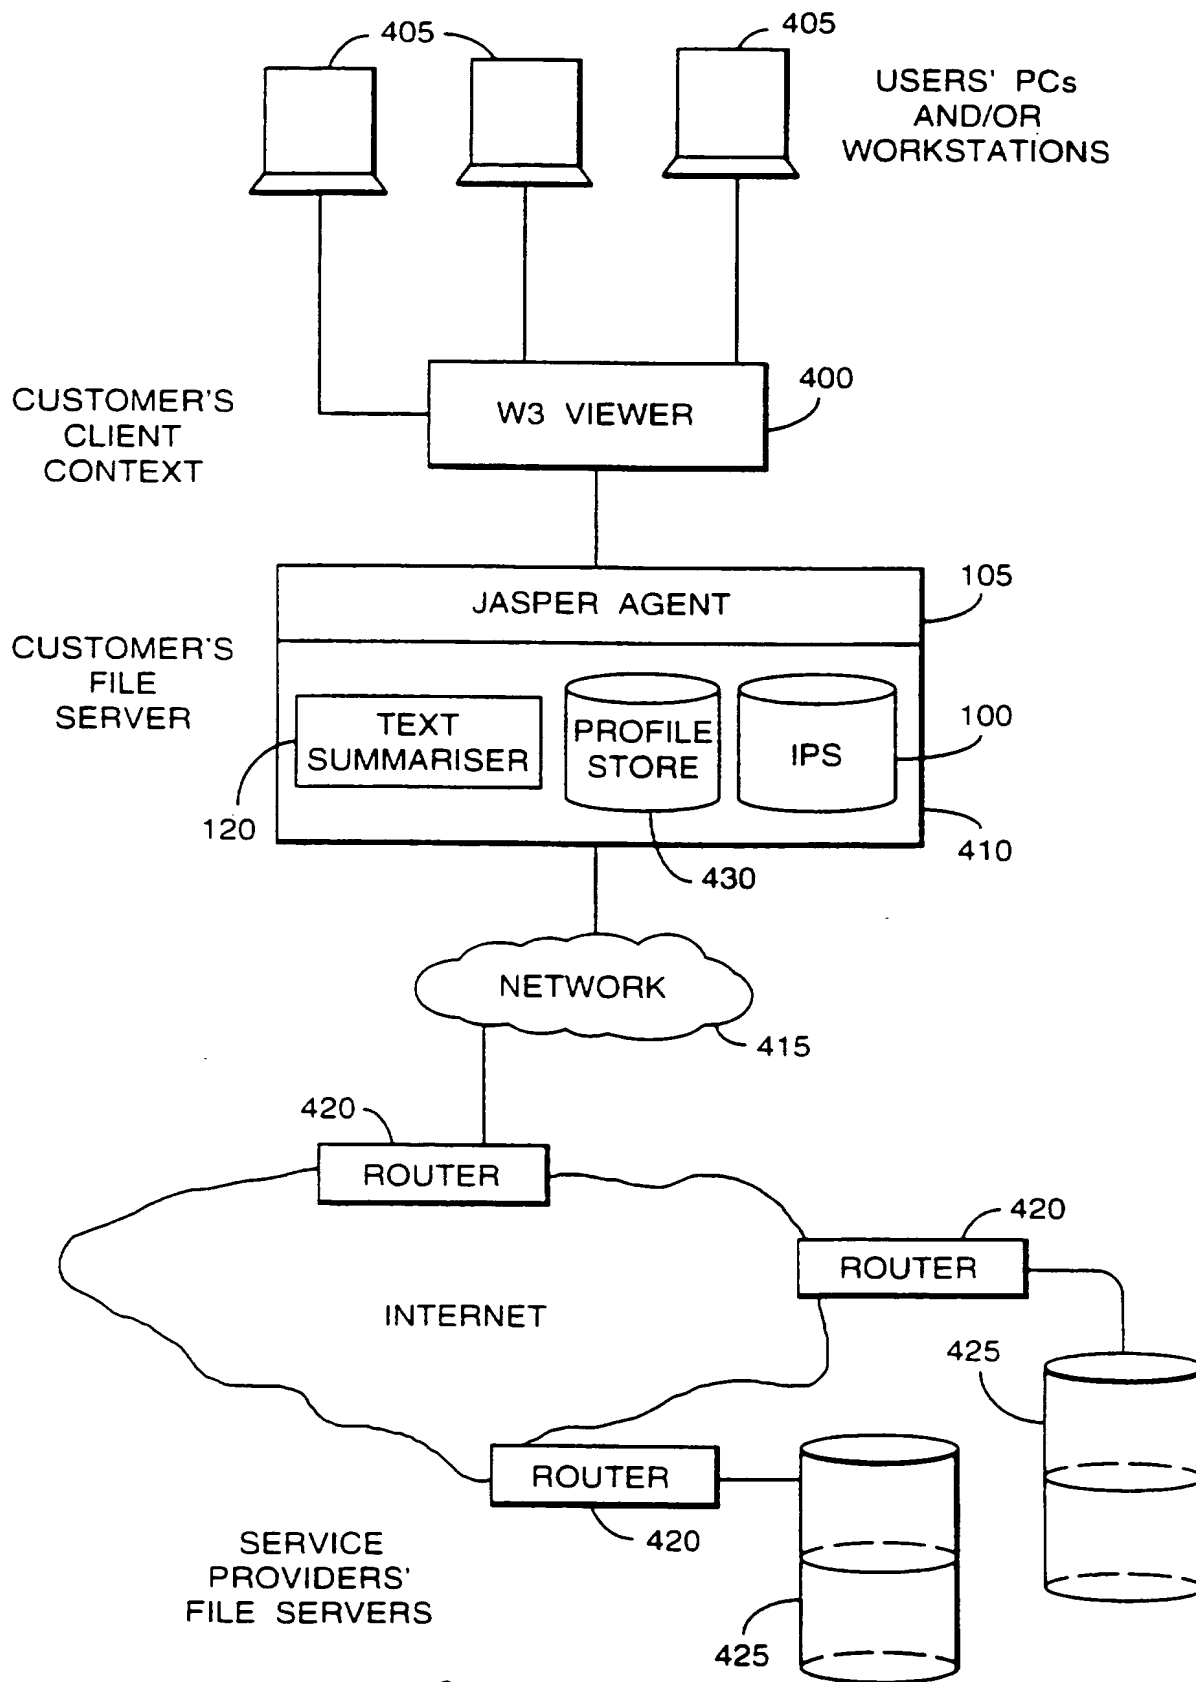 405
405
USERS' PCs
AND/OR
WORKSTATIONS
400
W3 VIEWER
CUSTOMER'S
CLIENT
CONTEXT
105
JASPER AGENT
CUSTOMER'S
FILE
SERVER
TEXT
SUMMARISER
PROFILE
STORE
IPS
100
120
430
410
NETWORK
415
420
ROUTER
420
ROUTER
INTERNET
425
ROUTER
420
SERVICE
PROVIDERS'
FILE SERVERS
425